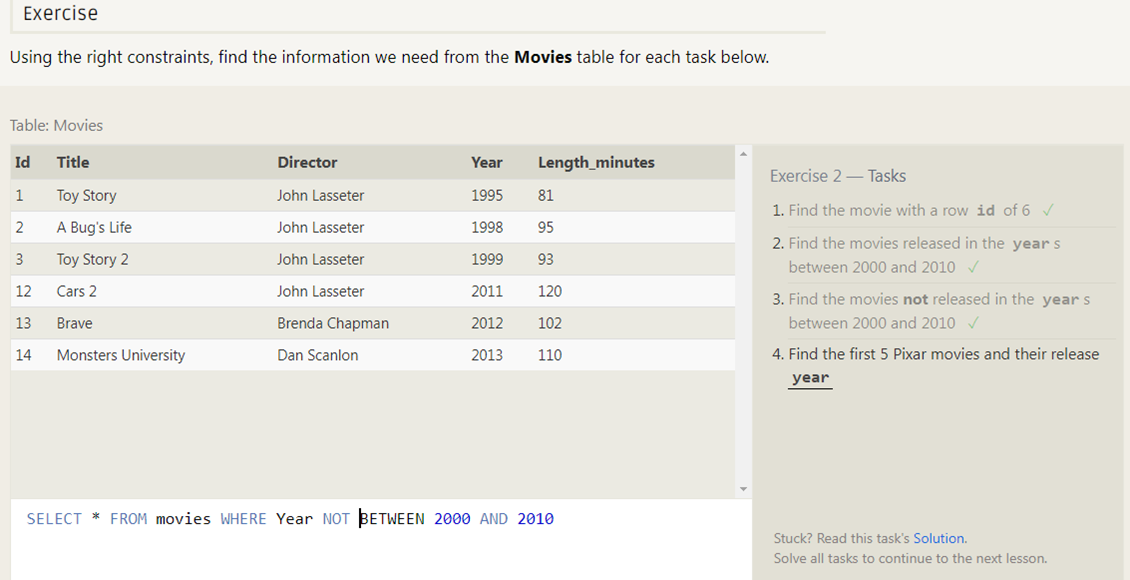 Exercise
Using the right constraints, find the information we need from the Movies table for each task below.
Table: Movies
Id Title Director Year Length_minutes
1 Toy Story John Lasseter 1995 81
2 A Bug's Life John Lasseter 1998 95
3 Toy Story 2 John Lasseter 1999 93
12 Cars 2 John Lasseter 2011 120
13 Brave Brenda Chapman 2012 102
14 Monsters University Dan Scanlon 2013 110
SELECT * FROM movies WHERE Year NOT BETWEEN 2000 AND 2010
Exercise 2 — Tasks
1. Find the movie with a row id of 6 ✓
2. Find the movies released in the year s
between 2000 and 2010 ✓
3. Find the movies not released in the year s
between 2000 and 2010 ✓
4. Find the first 5 Pixar movies and their release
year
Stuck? Read this task's Solution.
Solve all tasks to continue to the next lesson.